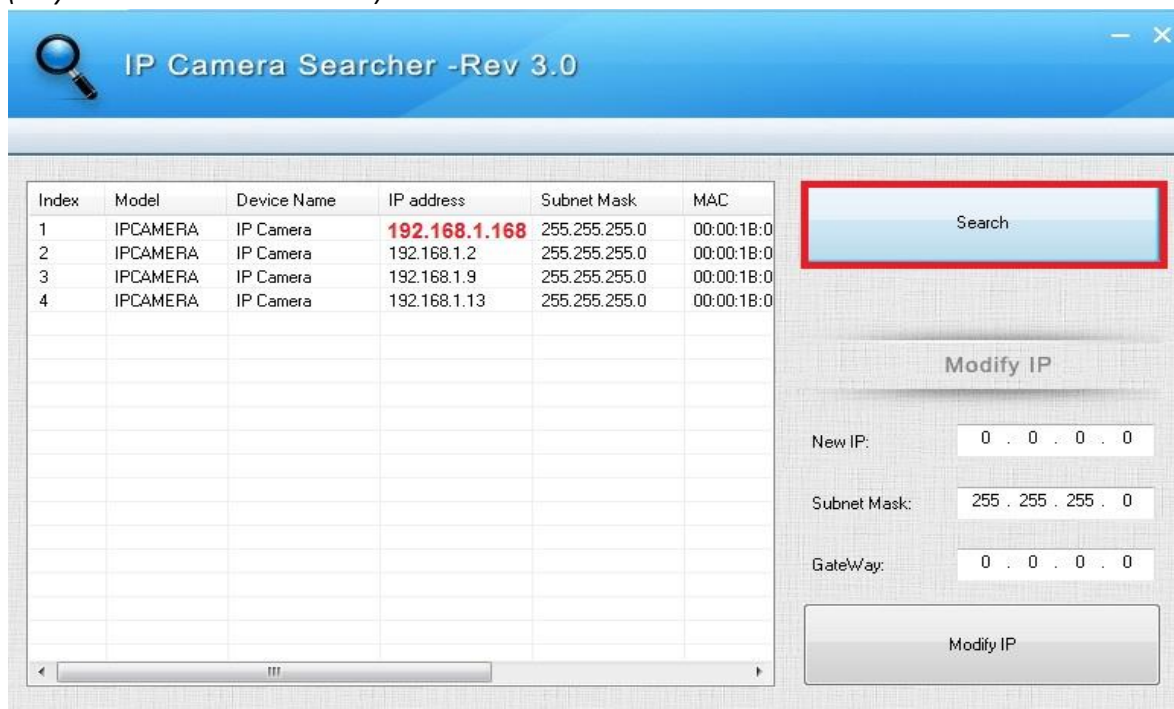 IP Camera Searcher -Rev 3.0
Index Model Device Name IP address Subnet Mask MAC
1 IPCAMERA IP Camera 192.168.1.168 255.255.255.0 00:00:1B:0
2 IPCAMERA IP Camera 192.168.1.2 255.255.255.0 00:00:1B:0
3 IPCAMERA IP Camera 192.168.1.9 255.255.255.0 00:00:1B:0
4 IPCAMERA IP Camera 192.168.1.13 255.255.255.0 00:00:1B:0
Search
Modify IP
New IP: 0 . 0 . 0 . 0
Subnet Mask: 255 . 255 . 255 . 0
GateWay: 0 . 0 . 0 . 0
Modify IP